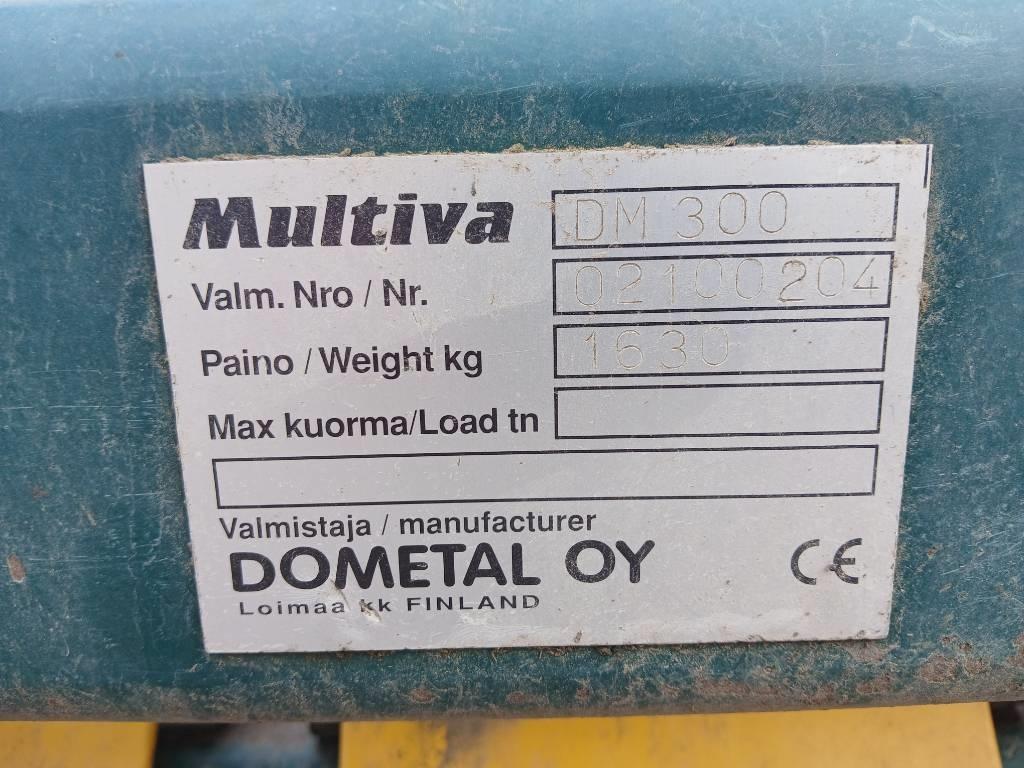 Multiva DM 300
Valm. Nro / Nr. 02100204
Paino / Weight kg 1630
Max kuorma/Load tn
Valmistaja / manufacturer
DOMETAL OY CE
Loimaa kk FINLAND